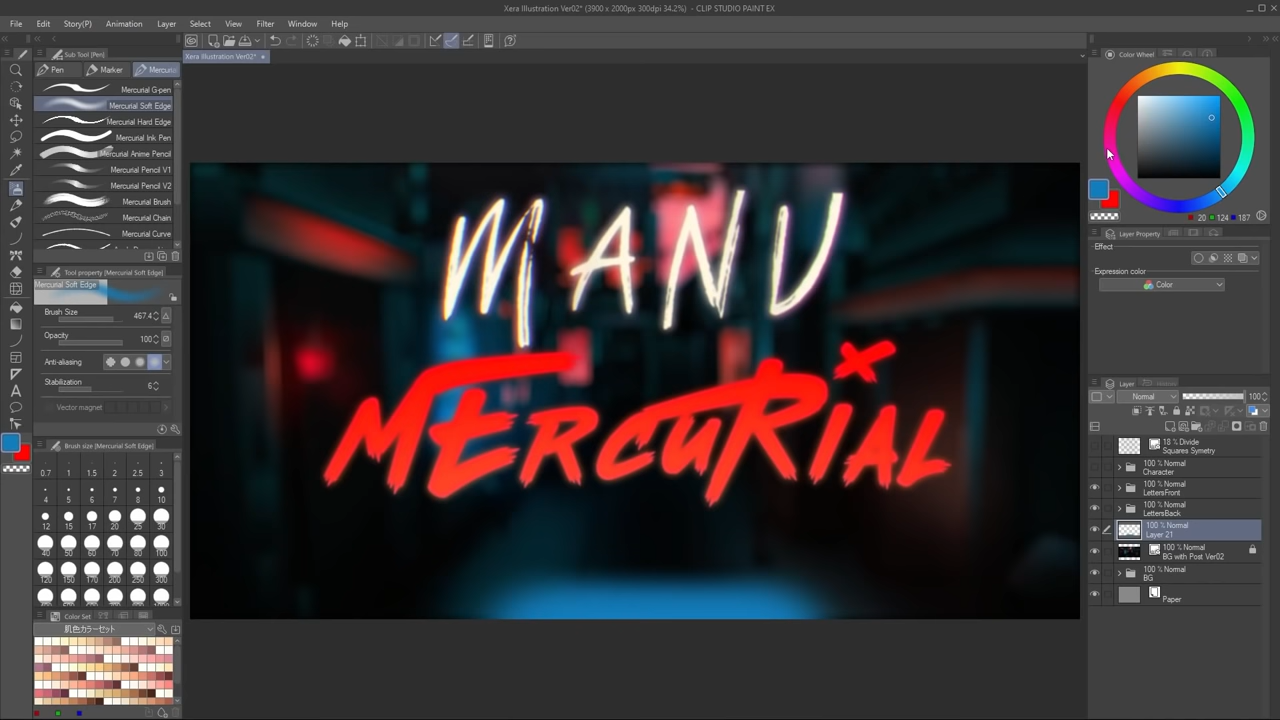 Xera Illustration Ver02* (3900 x 2000px 300dpi 34.2%) - CLIP STUDIO PAINT EX
File Edit Story(P) Animation Layer Select View Filter Window Help
Sub Tool [Pen]
Xera Illustration Ver02*
Color Wheel
Pen Marker Mercurial
Mercurial G-pen
Mercurial Soft Edge
Mercurial Hard Edge
Mercurial Ink Pen
Mercurial Anime Pencil
Mercurial Pencil V1
Mercurial Pencil V2
Mercurial Brush
Mercurial Chain
Mercurial Curve
Tool property [Mercurial Soft Edge]
Mercurial Soft Edge
Brush Size 467.4
Opacity 100
Anti-aliasing
Stabilization 6
Vector magnet
Brush size [Mercurial Soft Edge]
0.7 1 1.5 2 2.5 3
4 5 6 7 8 10
12 15 17 20 25 30
40 50 60 70 80 100
120 150 170 200 250 300
Color Set
肌色カラーセット
MANU
MERCURIAL
20 124 187
Layer Property
Effect
Expression color
Color
Layer
Normal 100
18 % Divide
Squares Symetry
100 % Normal
Character
100 % Normal
LettersFront
100 % Normal
LettersBack
100 % Normal
Layer 21
100 % Normal
BG with Post Ver02
100 % Normal
BG
Paper